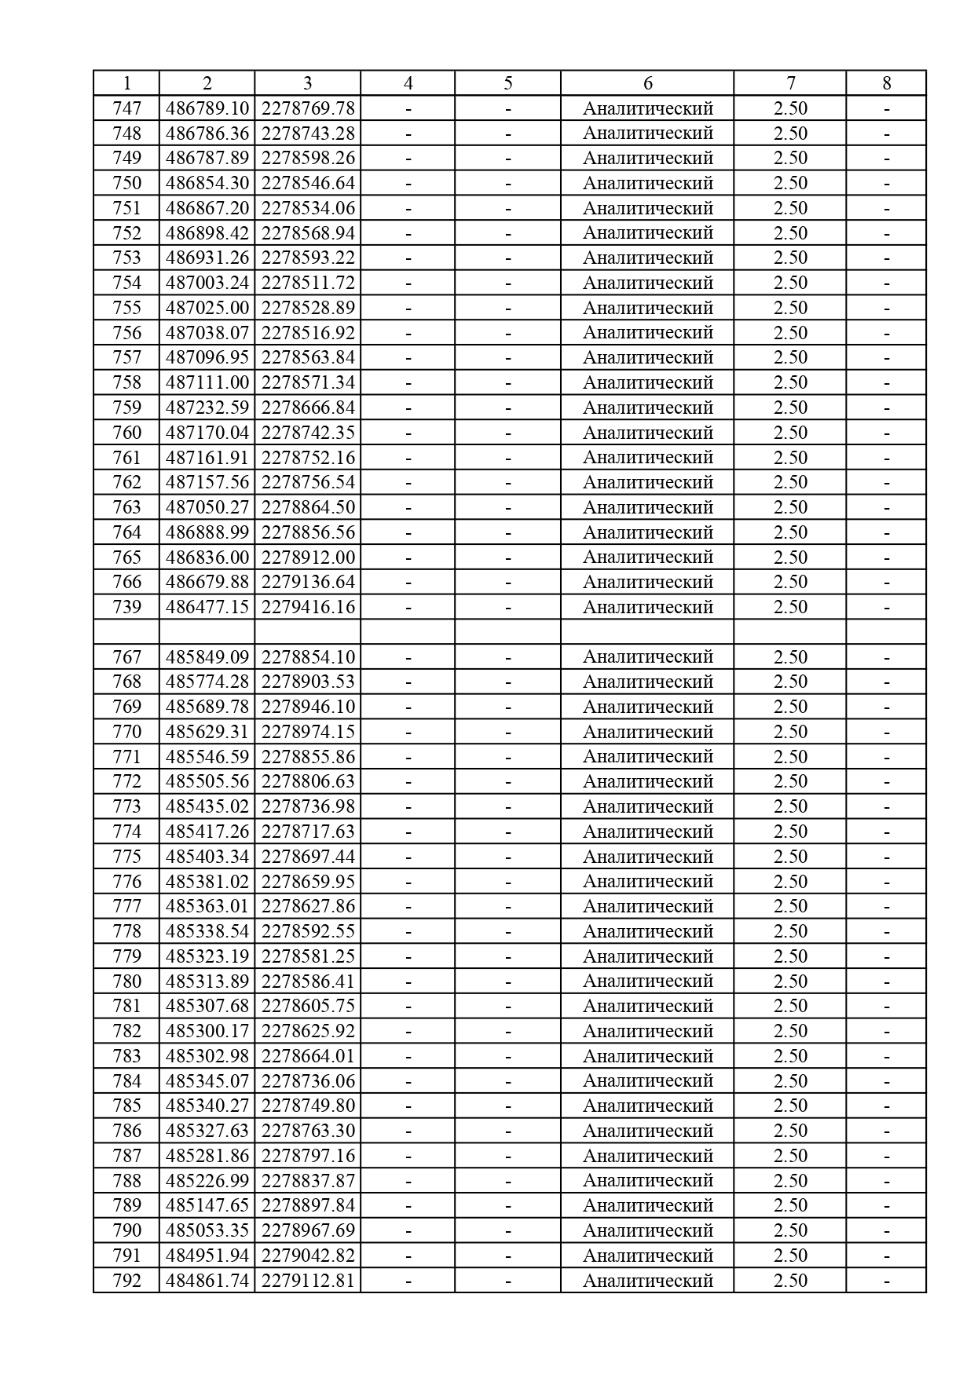 1 2 3 4 5 6 7 8
747 486789.10 2278769.78 - - Аналитический 2.50 -
748 486786.36 2278743.28 - - Аналитический 2.50 -
749 486787.89 2278598.26 - - Аналитический 2.50 -
750 486854.30 2278546.64 - - Аналитический 2.50 -
751 486867.20 2278534.06 - - Аналитический 2.50 -
752 486898.42 2278568.94 - - Аналитический 2.50 -
753 486931.26 2278593.22 - - Аналитический 2.50 -
754 487003.24 2278511.72 - - Аналитический 2.50 -
755 487025.00 2278528.89 - - Аналитический 2.50 -
756 487038.07 2278516.92 - - Аналитический 2.50 -
757 487096.95 2278563.84 - - Аналитический 2.50 -
758 487111.00 2278571.34 - - Аналитический 2.50 -
759 487232.59 2278666.84 - - Аналитический 2.50 -
760 487170.04 2278742.35 - - Аналитический 2.50 -
761 487161.91 2278752.16 - - Аналитический 2.50 -
762 487157.56 2278756.54 - - Аналитический 2.50 -
763 487050.27 2278864.50 - - Аналитический 2.50 -
764 486888.99 2278856.56 - - Аналитический 2.50 -
765 486836.00 2278912.00 - - Аналитический 2.50 -
766 486679.88 2279136.64 - - Аналитический 2.50 -
739 486477.15 2279416.16 - - Аналитический 2.50 -
767 485849.09 2278854.10 - - Аналитический 2.50 -
768 485774.28 2278903.53 - - Аналитический 2.50 -
769 485689.78 2278946.10 - - Аналитический 2.50 -
770 485629.31 2278974.15 - - Аналитический 2.50 -
771 485546.59 2278855.86 - - Аналитический 2.50 -
772 485505.56 2278806.63 - - Аналитический 2.50 -
773 485435.02 2278736.98 - - Аналитический 2.50 -
774 485417.26 2278717.63 - - Аналитический 2.50 -
775 485403.34 2278697.44 - - Аналитический 2.50 -
776 485381.02 2278659.95 - - Аналитический 2.50 -
777 485363.01 2278627.86 - - Аналитический 2.50 -
778 485338.54 2278592.55 - - Аналитический 2.50 -
779 485323.19 2278581.25 - - Аналитический 2.50 -
780 485313.89 2278586.41 - - Аналитический 2.50 -
781 485307.68 2278605.75 - - Аналитический 2.50 -
782 485300.17 2278625.92 - - Аналитический 2.50 -
783 485302.98 2278664.01 - - Аналитический 2.50 -
784 485345.07 2278736.06 - - Аналитический 2.50 -
785 485340.27 2278749.80 - - Аналитический 2.50 -
786 485327.63 2278763.30 - - Аналитический 2.50 -
787 485281.86 2278797.16 - - Аналитический 2.50 -
788 485226.99 2278837.87 - - Аналитический 2.50 -
789 485147.65 2278897.84 - - Аналитический 2.50 -
790 485053.35 2278967.69 - - Аналитический 2.50 -
791 484951.94 2279042.82 - - Аналитический 2.50 -
792 484861.74 2279112.81 - - Аналитический 2.50 -